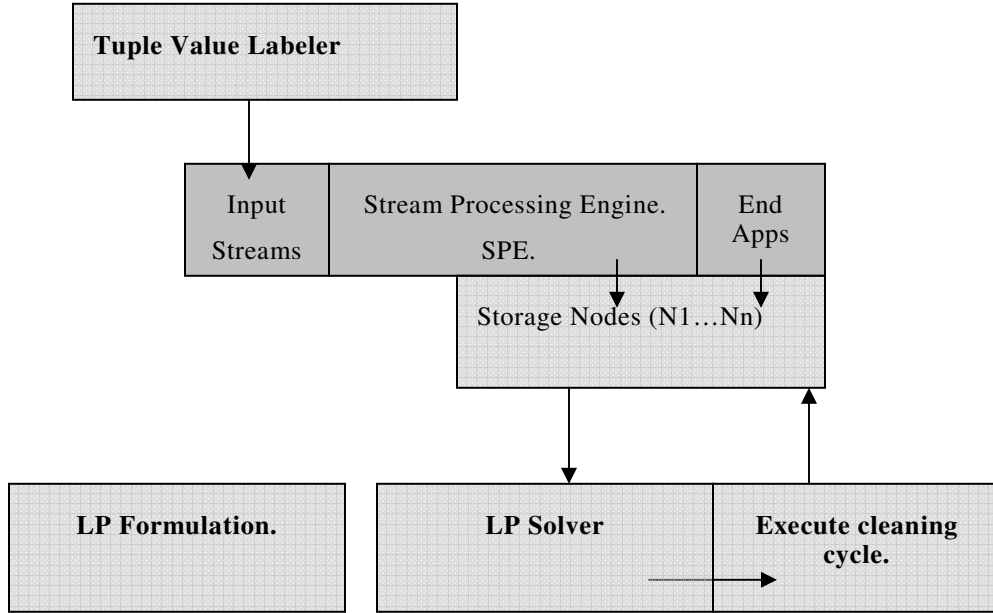 Tuple Value Labeler
Input
Streams
Stream Processing Engine.
SPE.
End
Apps
Storage Nodes (N1…Nn)
LP Formulation.
LP Solver
Execute cleaning
cycle.